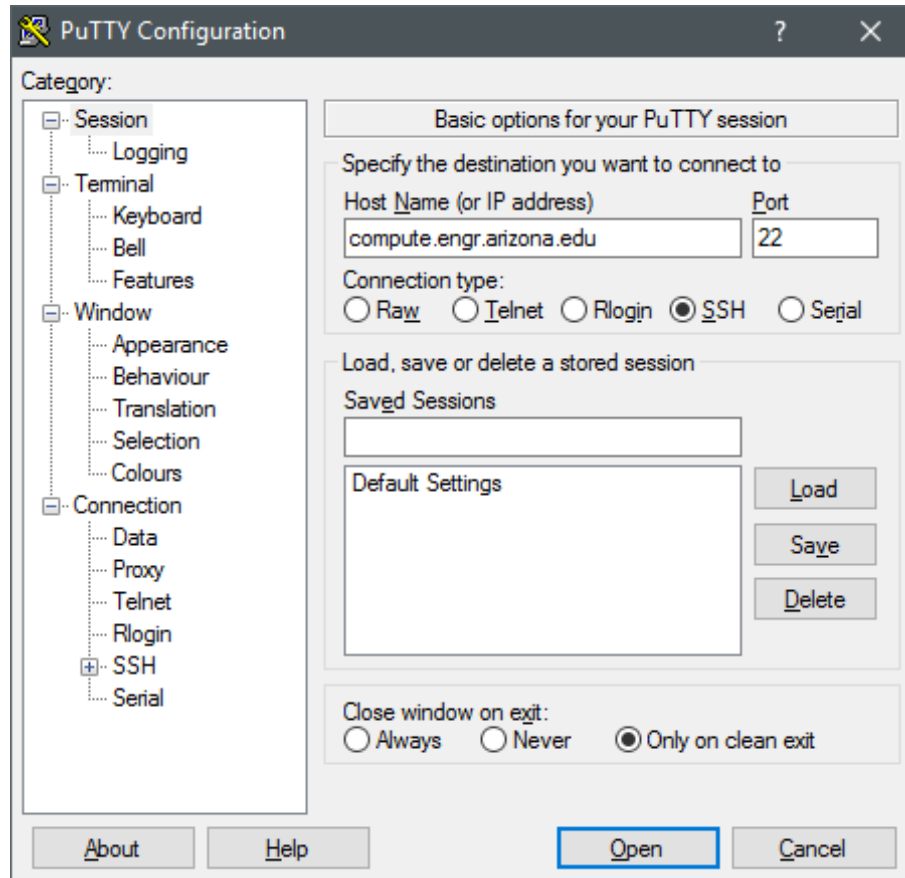 PuTTY Configuration
? ×
Category:
Session
Logging
Terminal
Keyboard
Bell
Features
Window
Appearance
Behaviour
Translation
Selection
Colours
Connection
Data
Proxy
Telnet
Rlogin
SSH
Serial
Basic options for your PuTTY session
Specify the destination you want to connect to
Host Name (or IP address) Port
compute.engr.arizona.edu 22
Connection type:
Raw Telnet Rlogin SSH Serial
Load, save or delete a stored session
Saved Sessions
Default Settings
Load
Save
Delete
Close window on exit:
Always Never Only on clean exit
About Help Open Cancel